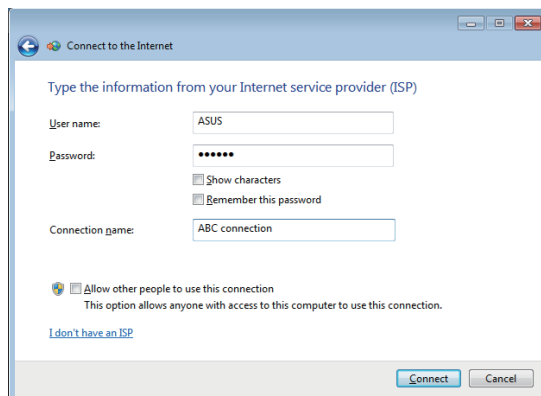 Connect to the Internet
Type the information from your Internet service provider (ISP)
User name: ASUS
Password: ••••••
Show characters
Remember this password
Connection name: ABC connection
Allow other people to use this connection
This option allows anyone with access to this computer to use this connection.
I don't have an ISP
Connect Cancel